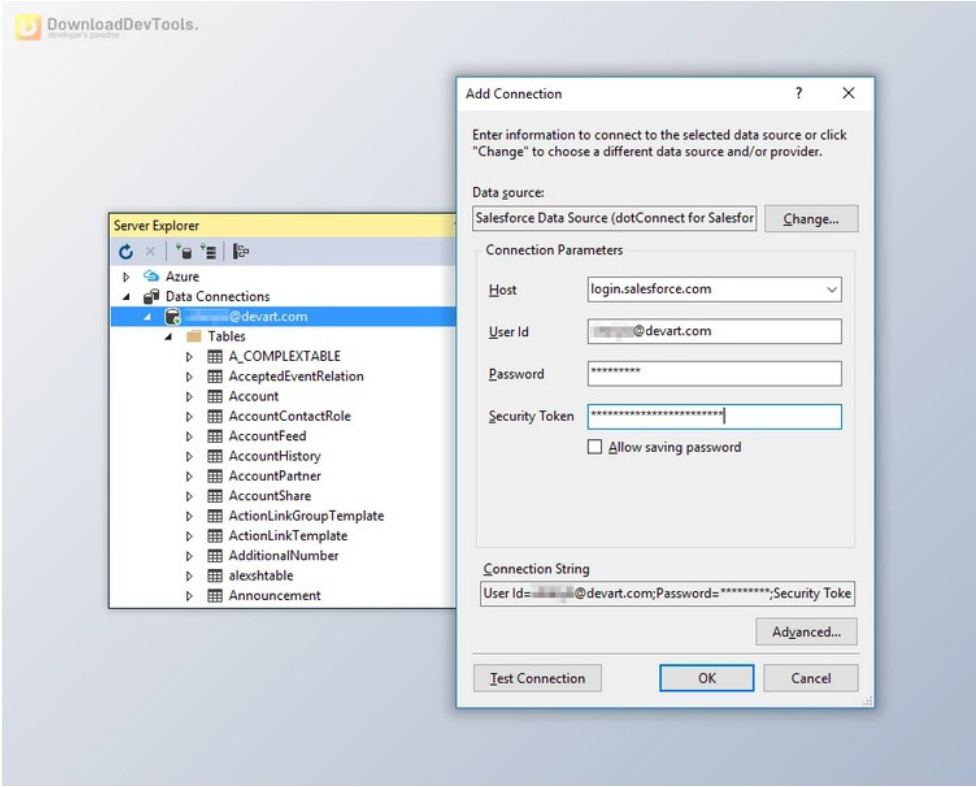 DownloadDevTools.
developer's paradise
Add Connection
?
Enter information to connect to the selected data source or click
"Change" to choose a different data source and/or provider.
Data source:
Salesforce Data Source (dotConnect for Salesfor
Change...
Connection Parameters
Host
login.salesforce.com
User Id
@devart.com
Password
*********
Security Token
************************
Allow saving password
Connection String
User Id=
@devart.com;Password=*********;Security Toke
Advanced...
Test Connection
OK
Cancel
Server Explorer
Azure
Data Connections
@devart.com
Tables
A_COMPLEXTABLE
AcceptedEventRelation
Account
AccountContactRole
AccountFeed
AccountHistory
AccountPartner
AccountShare
ActionLinkGroupTemplate
ActionLinkTemplate
AdditionalNumber
alexshtable
Announcement